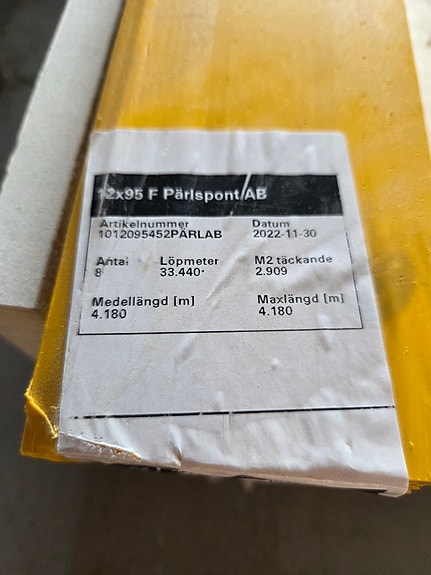 12x95 F Pärlspont AB
Artikelnummer Datum
1012095452PÄRLAB 2022-11-30
Antal Löpmeter M2 täckande
8 33.440 2.909
Medellängd [m] Maxlängd [m]
4.180 4.180